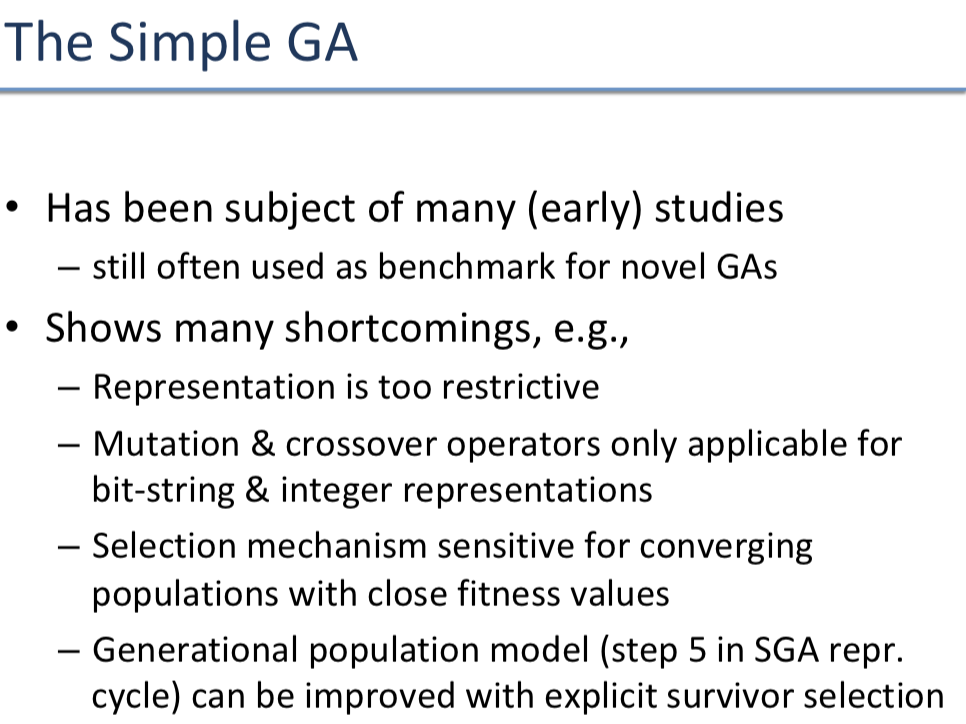 The Simple GA
• Has been subject of many (early) studies
– still often used as benchmark for novel GAs
• Shows many shortcomings, e.g.,
– Representation is too restrictive
– Mutation & crossover operators only applicable for
bit-string & integer representations
– Selection mechanism sensitive for converging
populations with close fitness values
– Generational population model (step 5 in SGA repr.
cycle) can be improved with explicit survivor selection